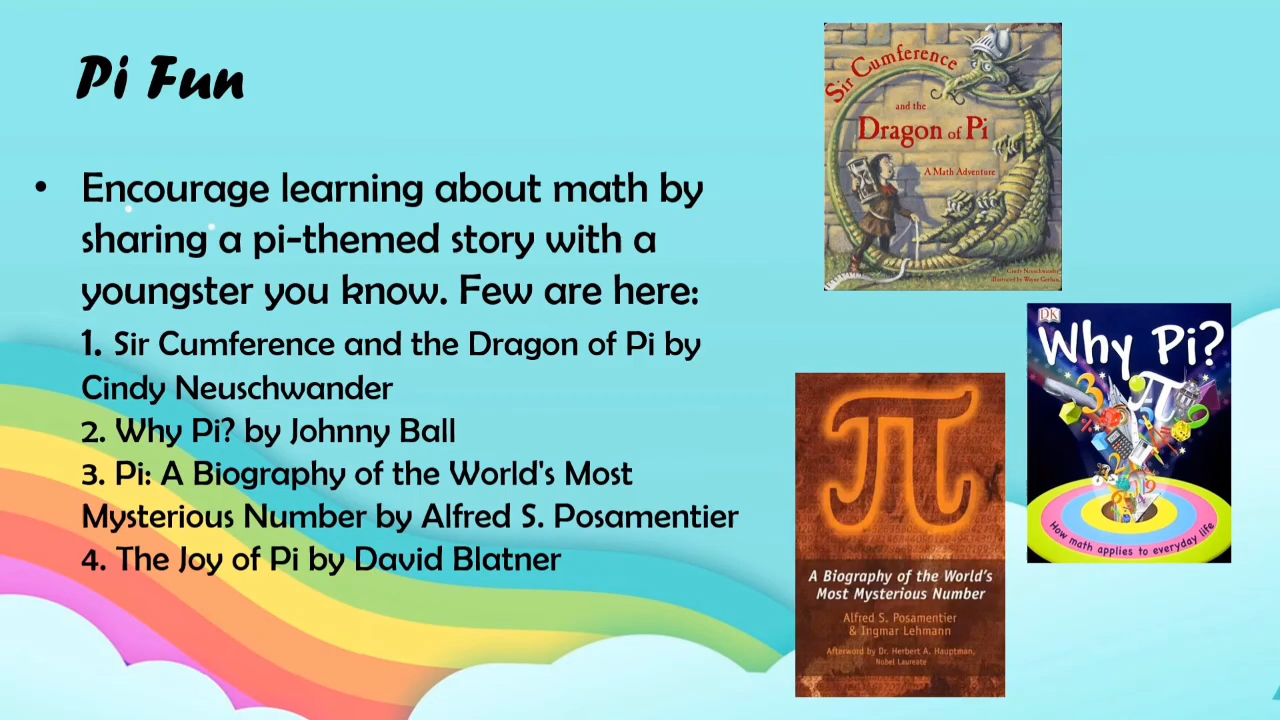 Pi Fun
• Encourage learning about math by
sharing a pi-themed story with a
youngster you know. Few are here:
1. Sir Cumference and the Dragon of Pi by
Cindy Neuschwander
2. Why Pi? by Johnny Ball
3. Pi: A Biography of the World's Most
Mysterious Number by Alfred S. Posamentier
4. The Joy of Pi by David Blatner
Sir Cumference
and the
Dragon of Pi
A Math Adventure
Cindy Neuschwander
illustrated by Wayne Geehan
DK
Why Pi?
π
How math applies to everyday life
π
A Biography of the World's
Most Mysterious Number
Alfred S. Posamentier
& Ingmar Lehmann
Afterword by Dr. Herbert A. Hauptman,
Nobel Laureate